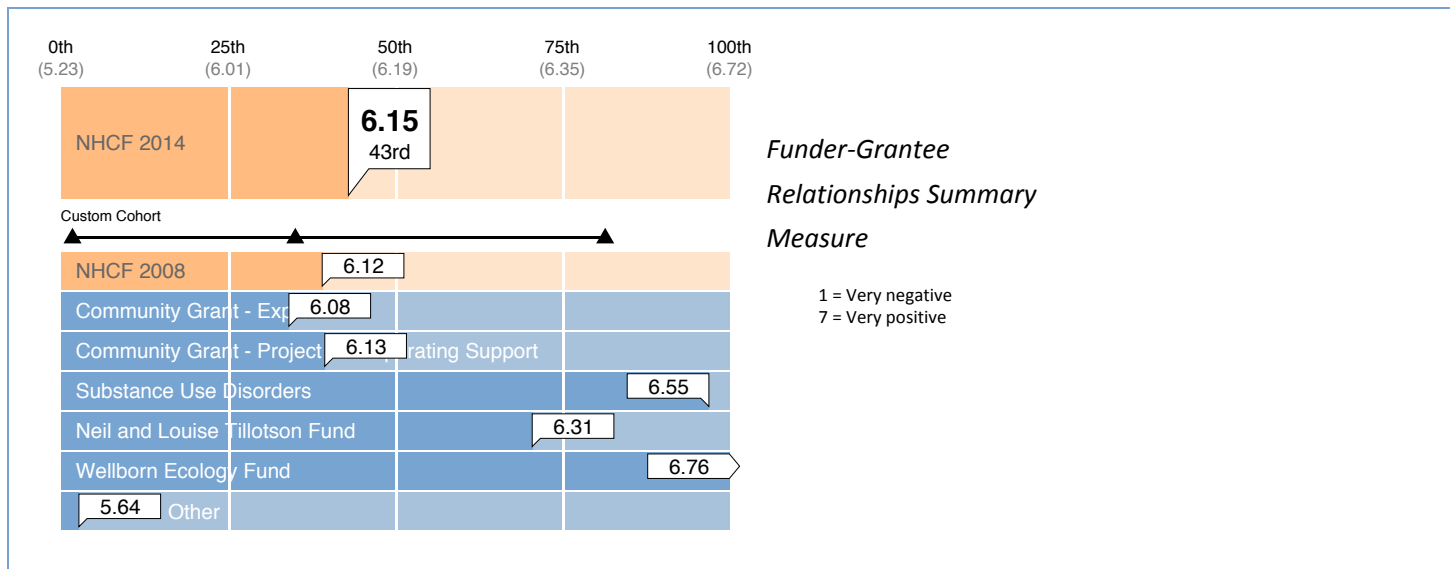 0th 25th 50th 75th 100th
(5.23) (6.01) (6.19) (6.35) (6.72)
NHCF 2014
6.15
43rd
Funder-Grantee
Relationships Summary
Measure
1 = Very negative
7 = Very positive
Custom Cohort
NHCF 2008 6.12
Community Grant - 6.08
Community Grant - Project 6.13 Support
Substance Use Disorders 6.55
Neil and Louise Tillotson Fund 6.31
Wellborn Ecology Fund 6.76
5.64 Other